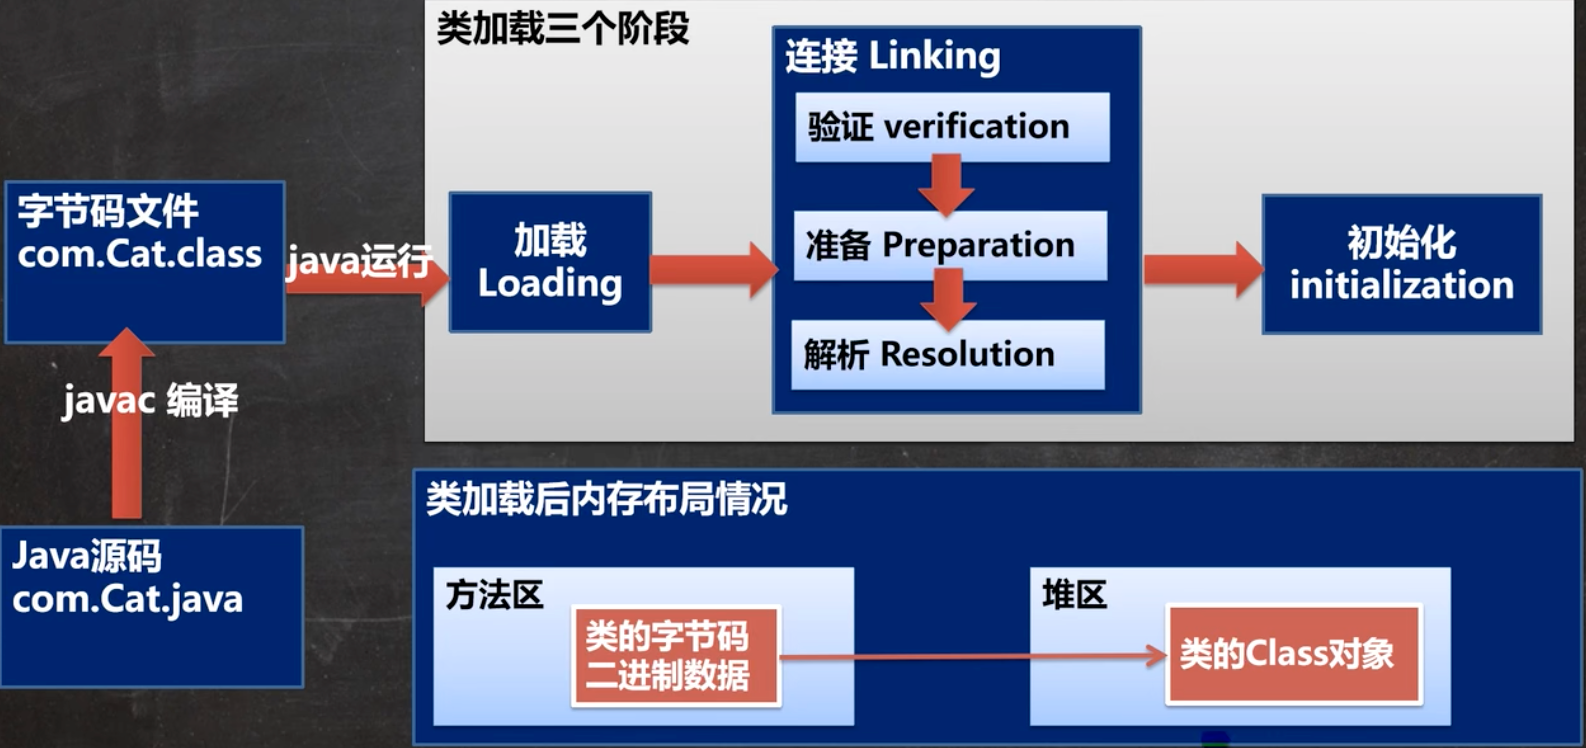 类加载三个阶段
连接 Linking
验证 verification
准备 Preparation
解析 Resolution
字节码文件
com.Cat.class
java运行
加载
Loading
初始化
initialization
javac 编译
Java源码
com.Cat.java
类加载后内存布局情况
方法区
类的字节码
二进制数据
堆区
类的Class对象